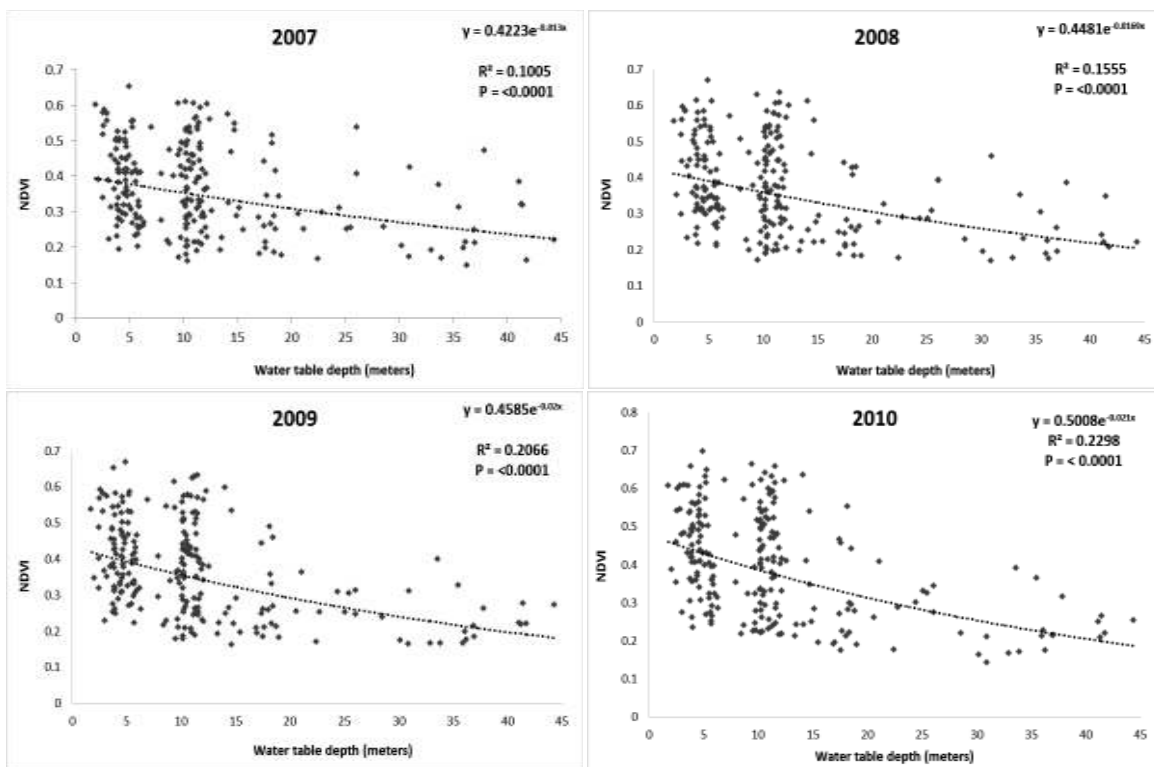 2007
y = 0.4223e-0.013x
R² = 0.1005
P = <0.0001
NDVI
0.7
0.6
0.5
0.4
0.3
0.2
0.1
0
0 5 10 15 20 25 30 35 40 45
Water table depth (meters)
2008
y = 0.4481e-0.0169x
R² = 0.1555
P = <0.0001
NDVI
0.7
0.6
0.5
0.4
0.3
0.2
0.1
0
0 5 10 15 20 25 30 35 40 45
Water table depth (meters)
2009
y = 0.4585e-0.02x
R² = 0.2066
P = <0.0001
NDVI
0.7
0.6
0.5
0.4
0.3
0.2
0.1
0
0 5 10 15 20 25 30 35 40 45
Water table depth (meters)
2010
y = 0.5008e-0.021x
R² = 0.2298
P = < 0.0001
NDVI
0.8
0.7
0.6
0.5
0.4
0.3
0.2
0.1
0
0 5 10 15 20 25 30 35 40 45
Water table depth (meters)